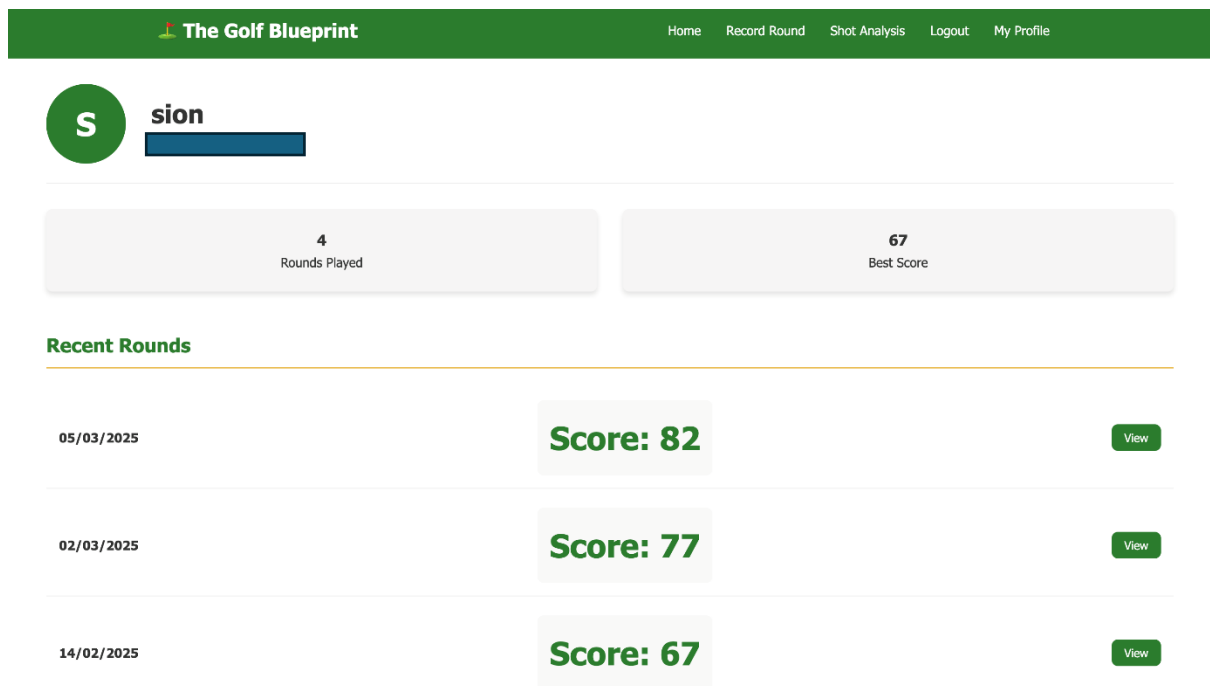 The Golf Blueprint Home Record Round Shot Analysis Logout My Profile
S
sion
4
Rounds Played
67
Best Score
Recent Rounds
05/03/2025 Score: 82 View
02/03/2025 Score: 77 View
14/02/2025 Score: 67 View